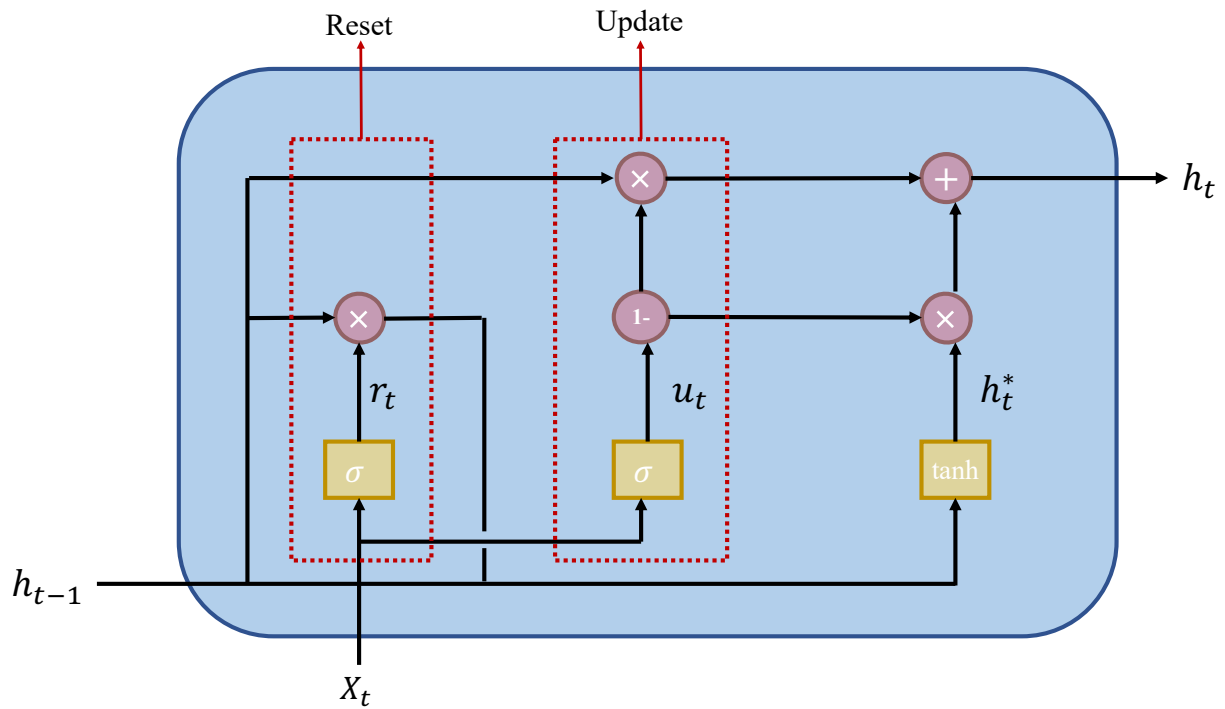 Reset
Update
×
+
h_t
×
1-
×
r_t
u_t
h_t^*
σ
σ
tanh
h_{t−1}
X_t